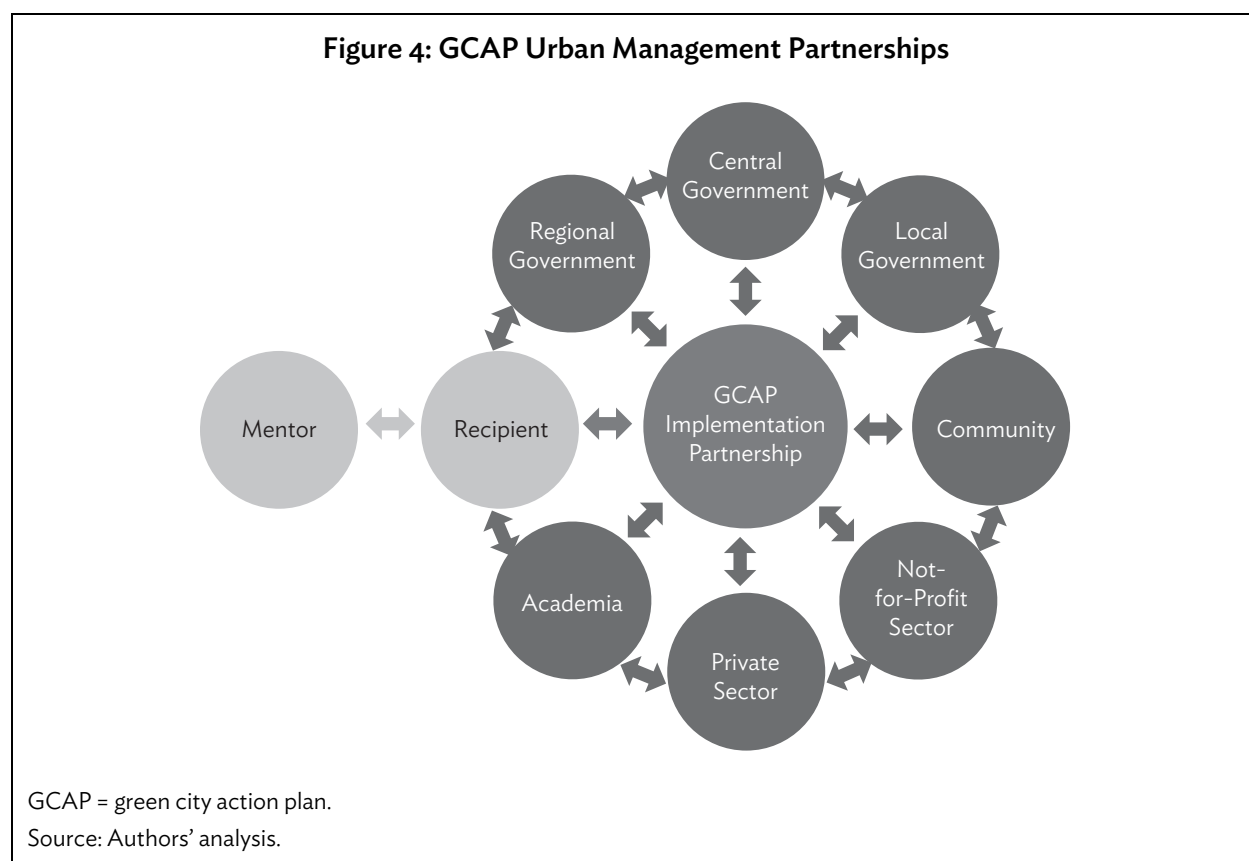 Figure 4: GCAP Urban Management Partnerships
Central
Government
Regional
Government
Local
Government
Mentor
Recipient
GCAP
Implementation
Partnership
Community
Academia
Not-
for-Profit
Sector
Private
Sector
GCAP = green city action plan.
Source: Authors’ analysis.